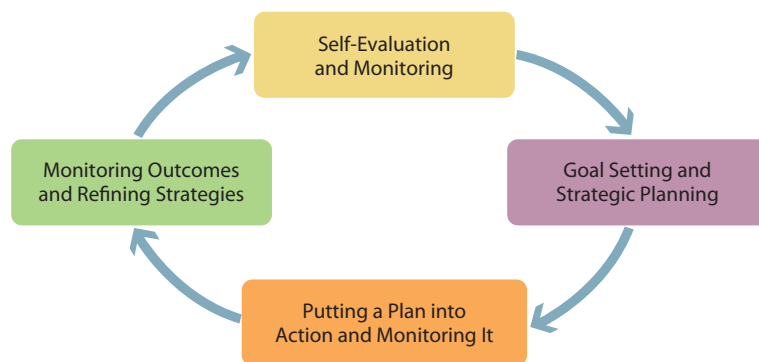 Self-Evaluation
and Monitoring
Goal Setting and
Strategic Planning
Putting a Plan into
Action and Monitoring It
Monitoring Outcomes
and Refining Strategies